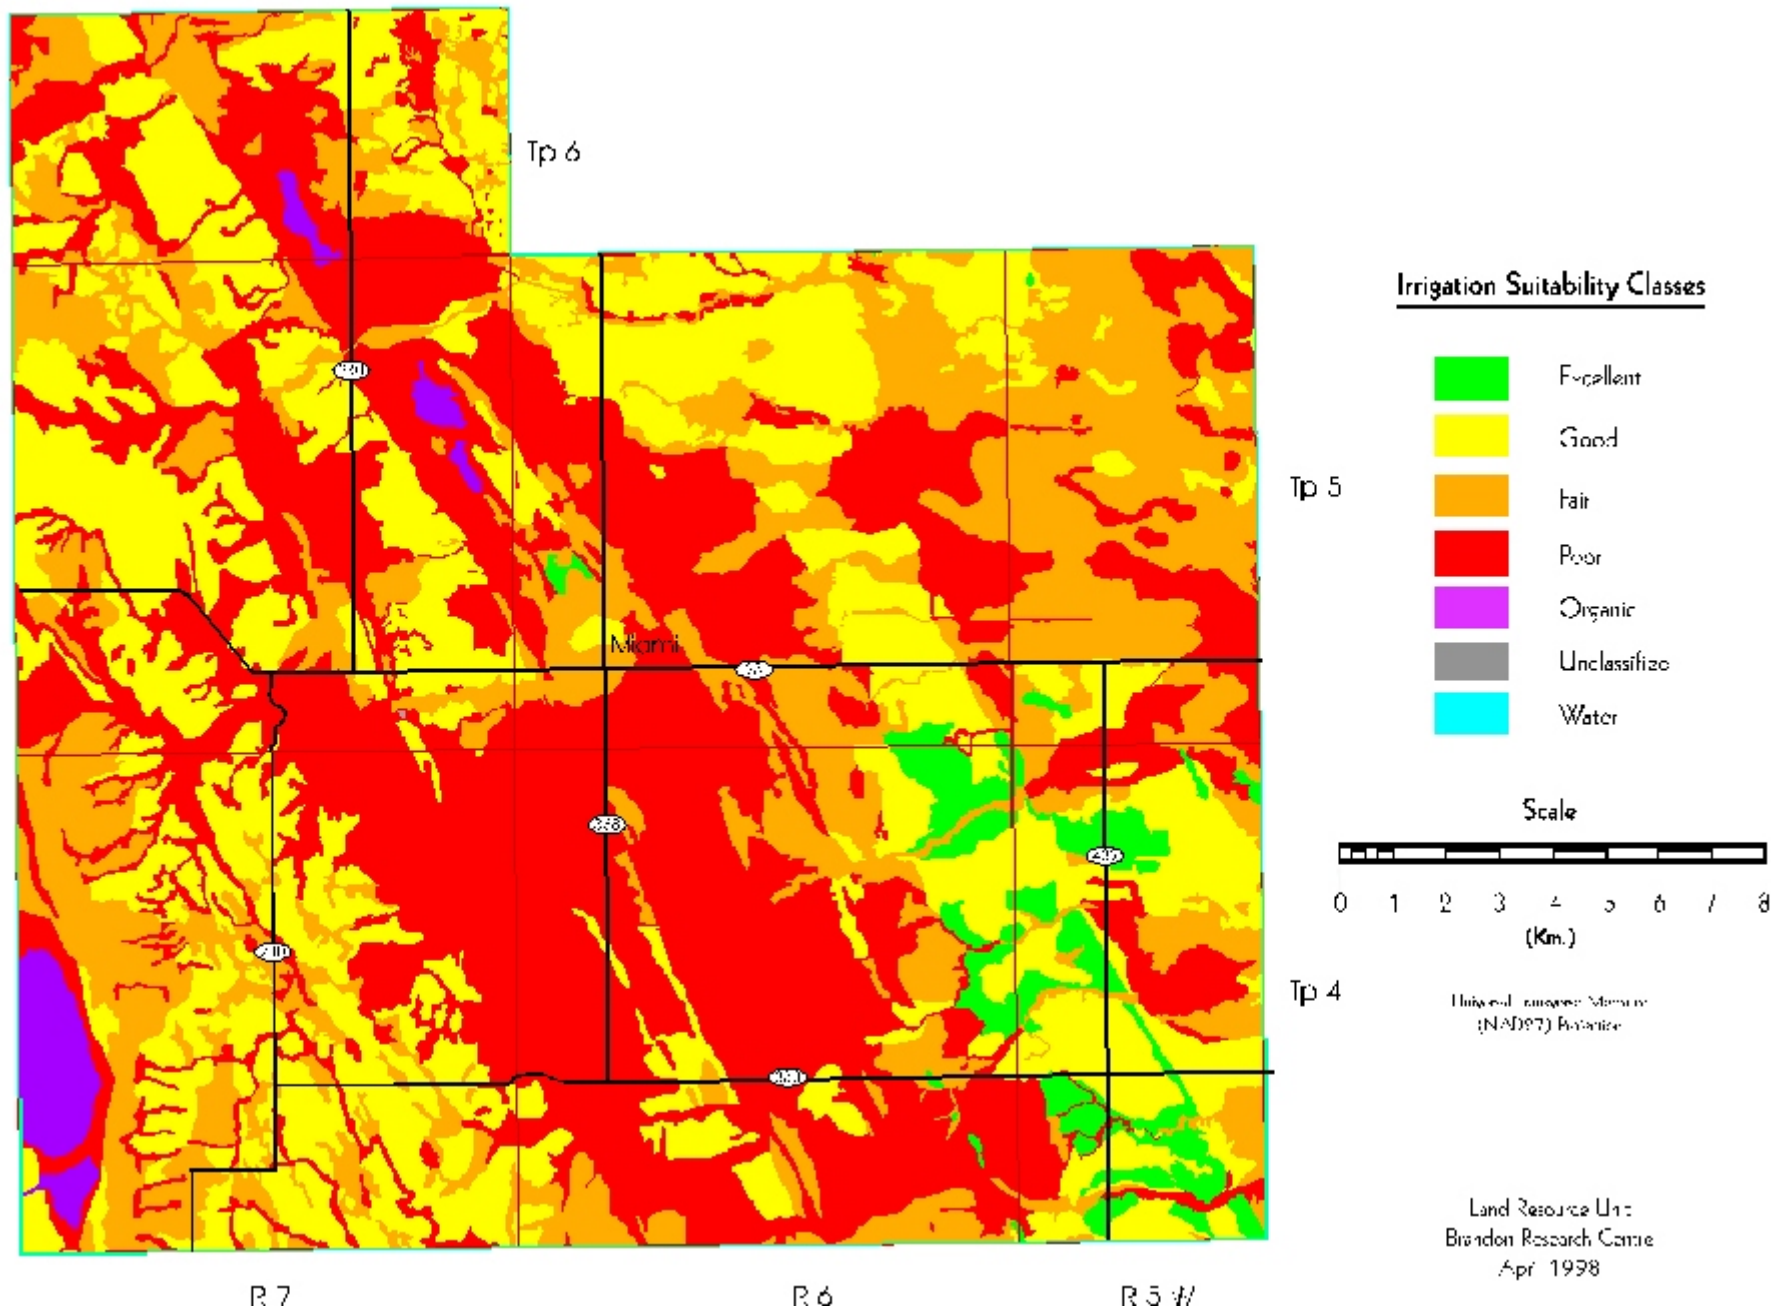 Tp 6
Irrigation Suitability Classes
Excellent
Good
Fair
Poor
Organic
Unclassifize
Water
Tp 5
Miami
Scale
0 1 2 3 4 5 6 7 8
(Km.)
Tp 4
(NAD27)
Land Resource Unit
Brandon Research Centre
April 1998
R 7
R 6
R 5 W